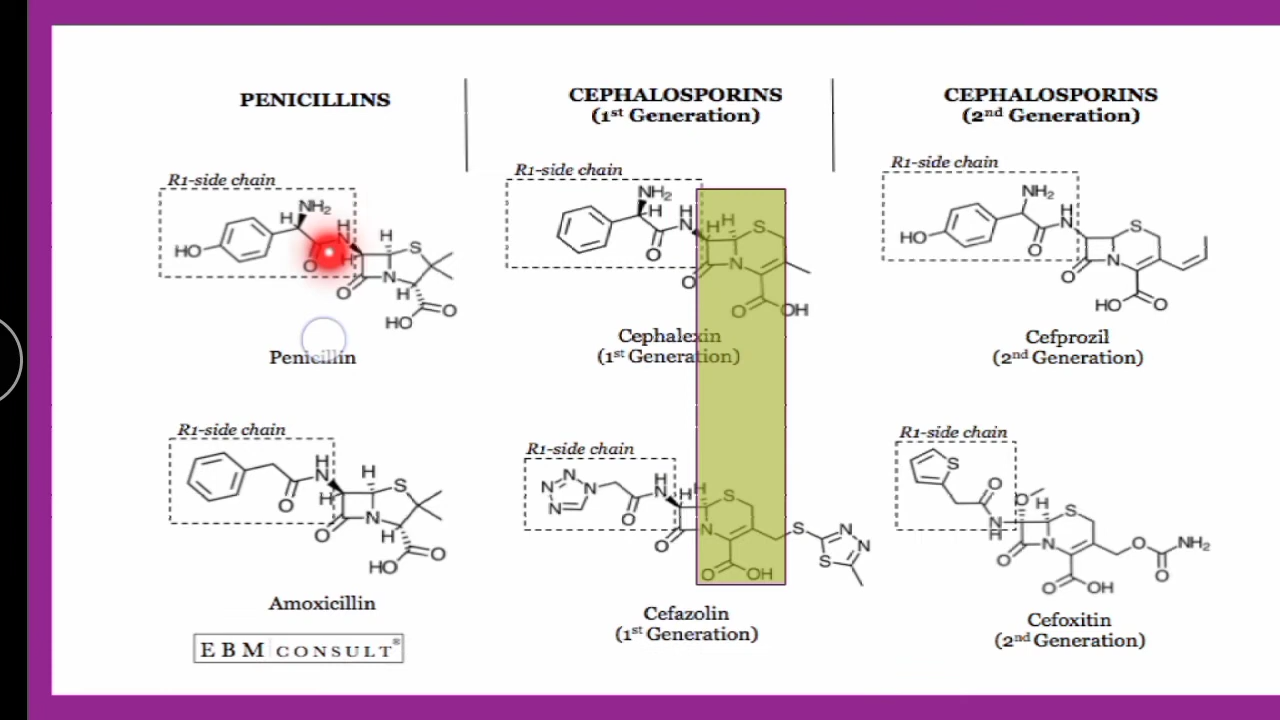 PENICILLINS
CEPHALOSPORINS
(1st Generation)
CEPHALOSPORINS
(2nd Generation)
R1-side chain
NH2
H
H
N
H
S
HO
O
H
O
N
H
O
HO
Penicillin
R1-side chain
NH2
H
H
N
H
H
S
O
O
N
O
OH
Cephalexin
(1st Generation)
R1-side chain
NH2
H
N
S
HO
O
O
N
HO
O
Cefprozil
(2nd Generation)
R1-side chain
H
N
H
S
O
H
O
N
H
O
HO
Amoxicillin
R1-side chain
N
N
N
N
H
N
H
H
S
O
O
N
S
N
N
S
O
OH
Cefazolin
(1st Generation)
R1-side chain
S
O
O
H
S
N
H
O
N
O
NH2
O
O
OH
Cefoxitin
(2nd Generation)
EBM CONSULT®